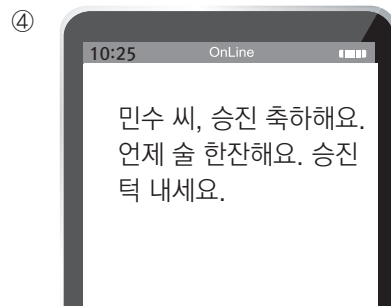 ④
10:25 OnLine
민수 씨, 승진 축하해요.
언제 술 한잔해요. 승진
턱 내세요.